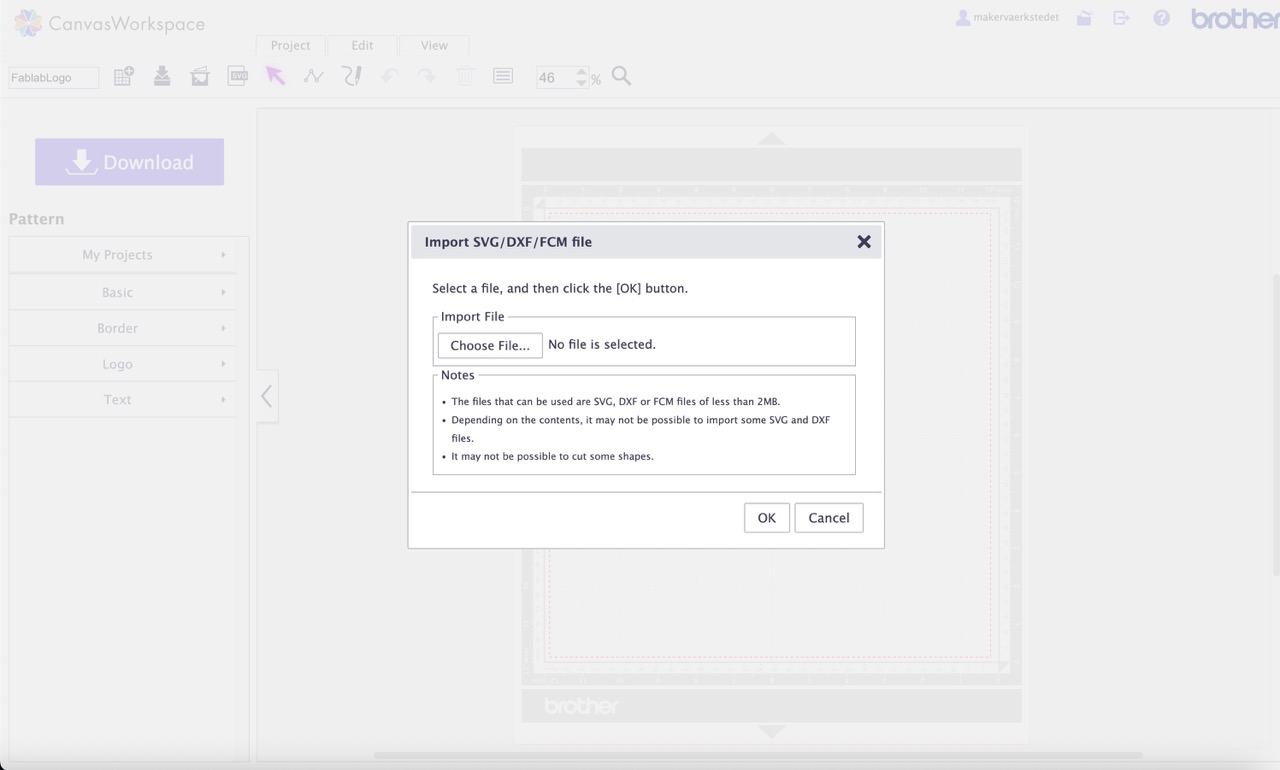 CanvasWorkspace
makervaerkstedet
brother
Project
Edit
View
FablabLogo
SVG
46
%
Download
Pattern
My Projects
Basic
Border
Logo
Text
Import SVG/DXF/FCM file
Select a file, and then click the [OK] button.
Import File
Choose File...
No file is selected.
Notes
• The files that can be used are SVG, DXF or FCM files of less than 2MB.
• Depending on the contents, it may not be possible to import some SVG and DXF
files.
• It may not be possible to cut some shapes.
OK
Cancel
brother